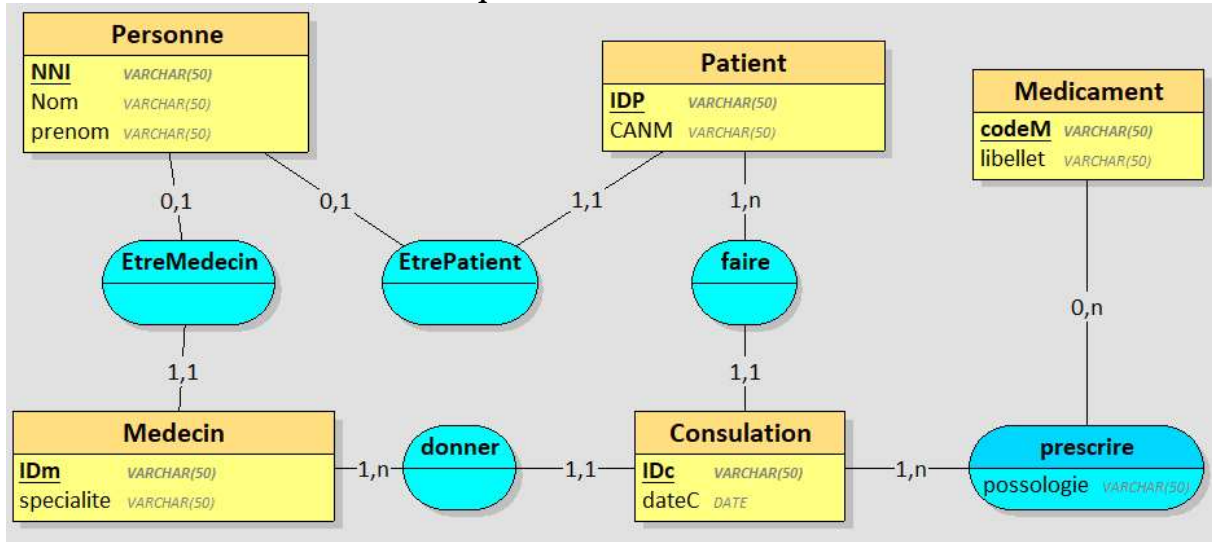 Personne
NNI VARCHAR(50)
Nom VARCHAR(50)
prenom VARCHAR(50)
Patient
IDP VARCHAR(50)
CANM VARCHAR(50)
Medicament
codeM VARCHAR(50)
libellet VARCHAR(50)
0,1
0,1
1,1
1,n
EtreMedecin
EtrePatient
faire
0,n
1,1
1,1
Medecin
IDm VARCHAR(50)
specialite VARCHAR(50)
1,n
donner
1,1
Consulation
IDc VARCHAR(50)
dateC DATE
1,n
prescrire
possologie VARCHAR(50)